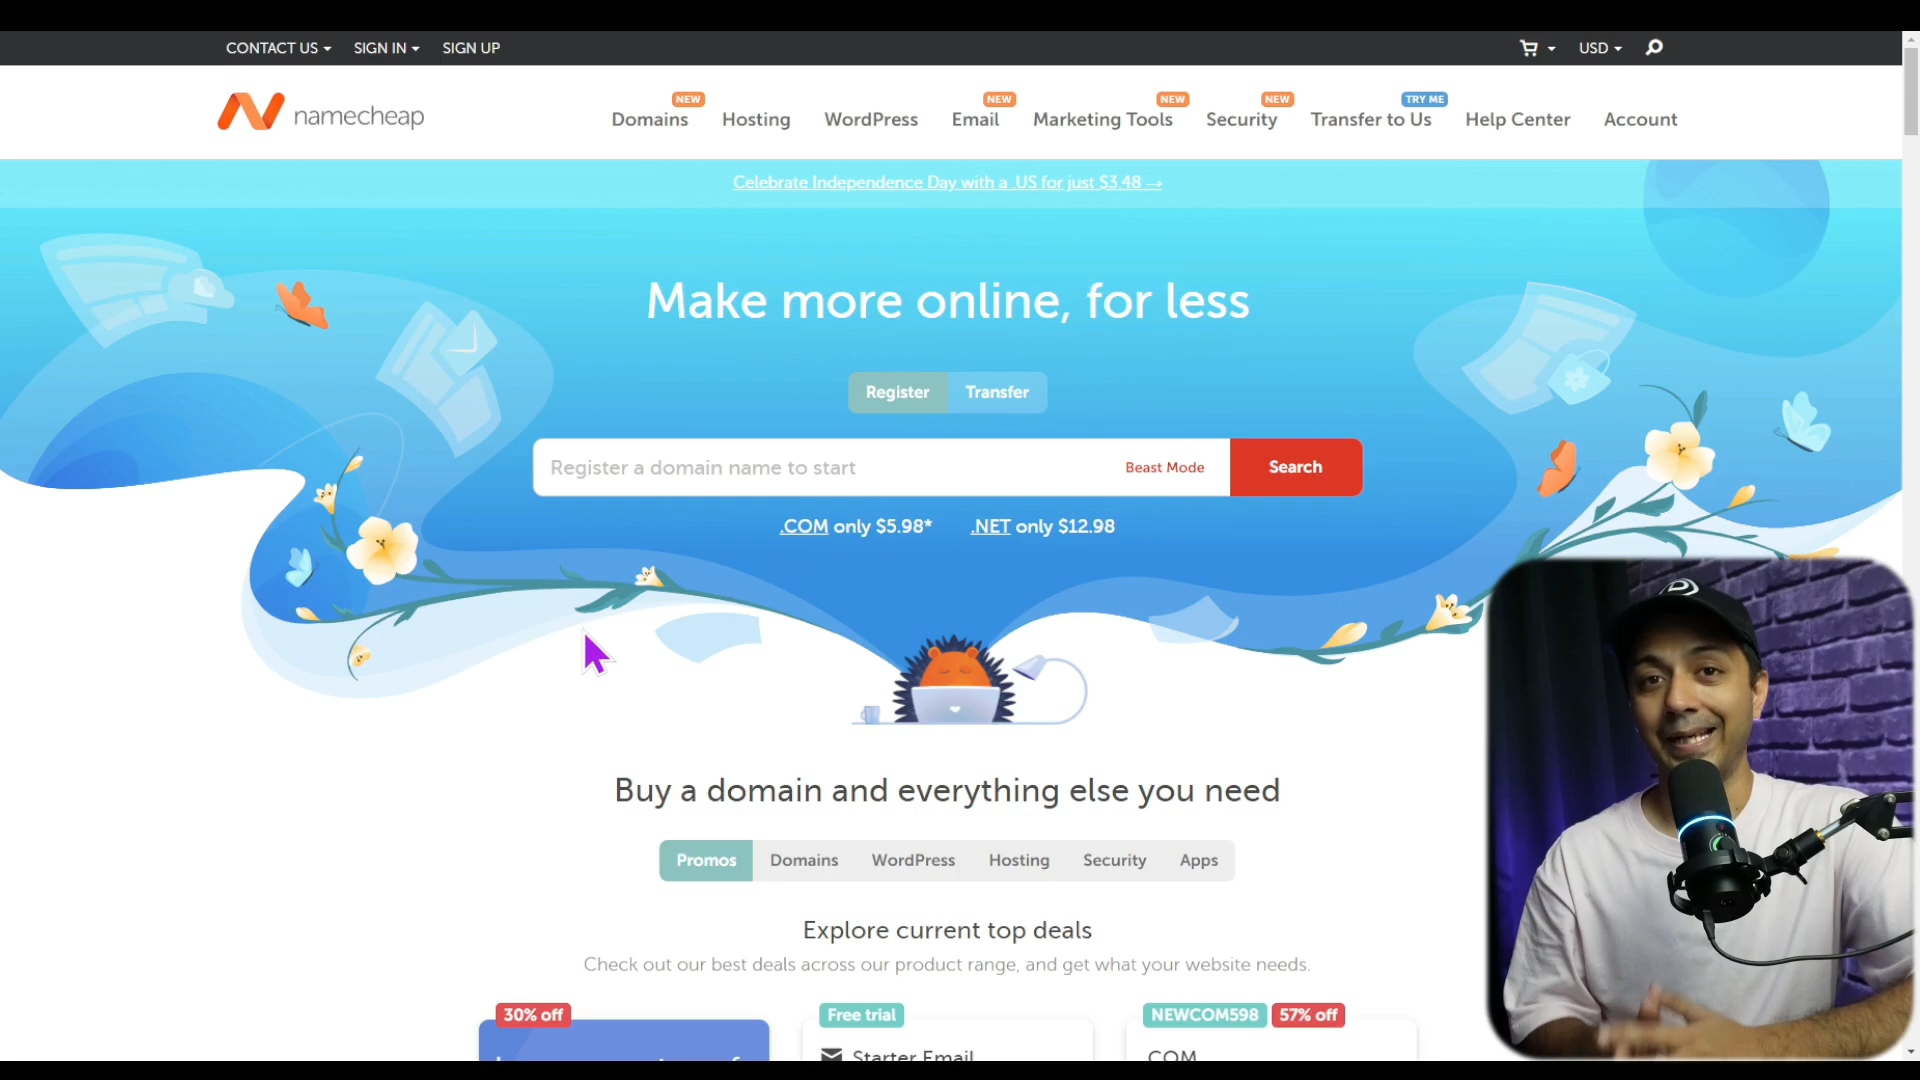 CONTACT US SIGN IN SIGN UP USD
namecheap
NEW NEW NEW NEW TRY ME
Domains Hosting WordPress Email Marketing Tools Security Transfer to Us Help Center Account
Celebrate Independence Day with a .US for just $3.48 →
Make more online, for less
Register Transfer
Register a domain name to start Beast Mode Search
.COM only $5.98* .NET only $12.98
Buy a domain and everything else you need
Promos Domains WordPress Hosting Security Apps
Explore current top deals
Check out our best deals across our product range, and get what your website needs.
30% off Free trial NEWCOM598 57% off
Starter Email .COM